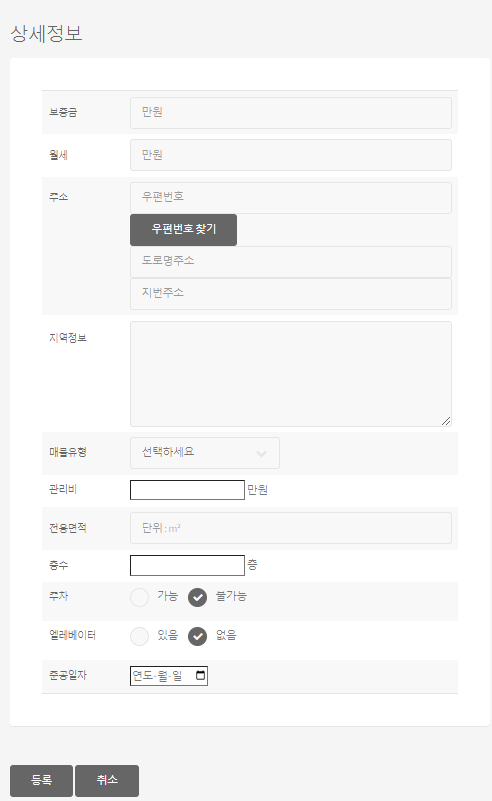 상세정보
보증금 만원
월세 만원
주소 우편번호
우편번호 찾기
도로명주소
지번주소
지역정보
매물유형 선택하세요
관리비 만원
전용면적 단위 : m²
층수 층
주차 가능 불가능
엘레베이터 있음 없음
준공일자 연도-월-일
등록 취소